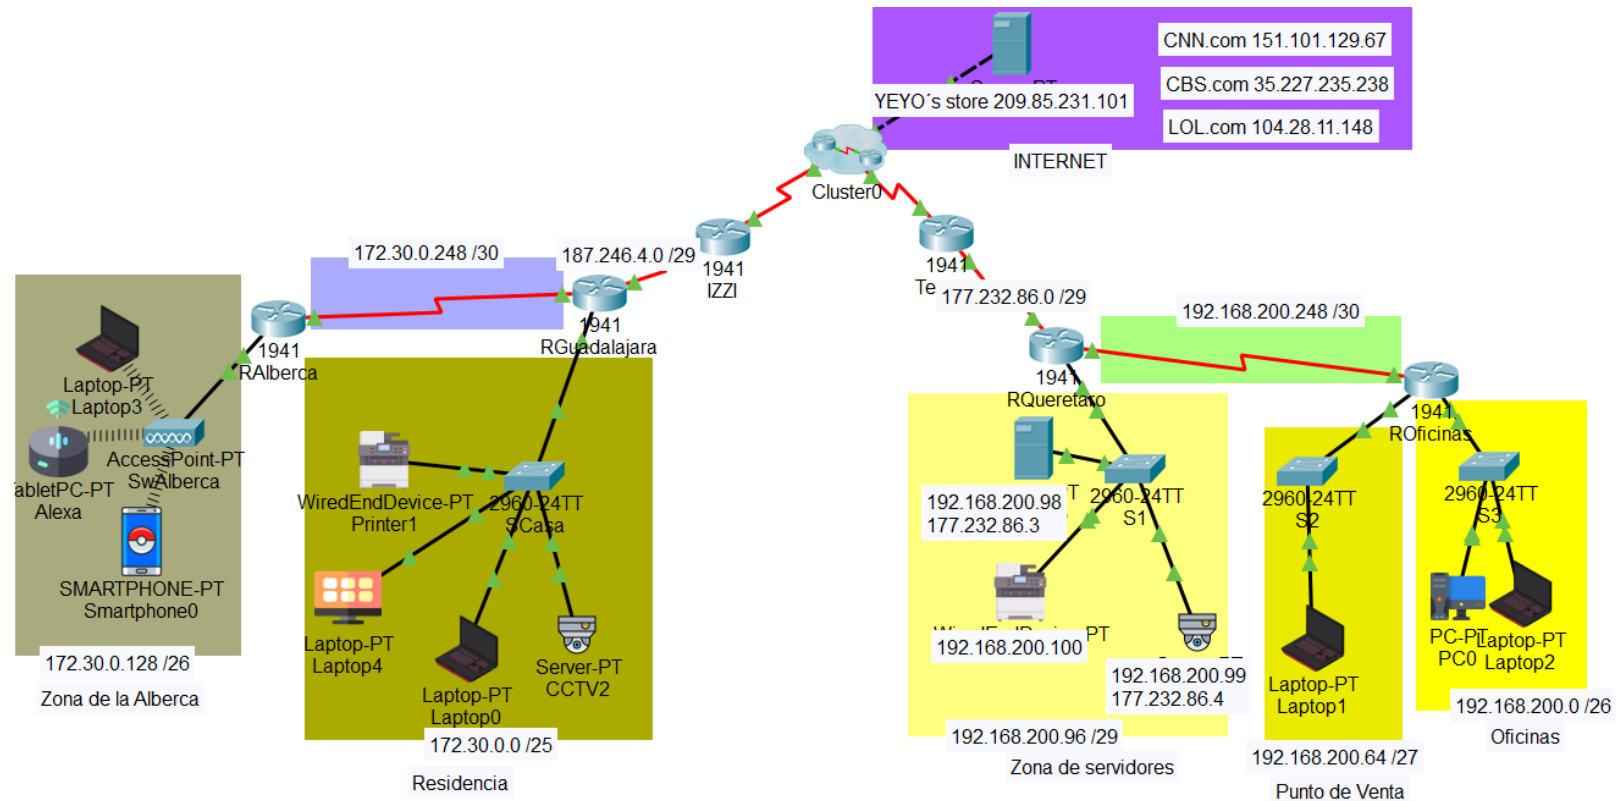 CNN.com 151.101.129.67
CBS.com 35.227.235.238
LOL.com 104.28.11.148
YEYO´s store 209.85.231.101
INTERNET
Cluster0
1941
IZZI
1941
Te
172.30.0.248 /30
187.246.4.0 /29
177.232.86.0 /29
192.168.200.248 /30
1941
RAlberca
1941
RGuadalajara
1941
RQueretaro
1941
ROficinas
Laptop-PT
Laptop3
AccessPoint-PT
SwAlberca
TabletPC-PT
Alexa
SMARTPHONE-PT
Smartphone0
172.30.0.128 /26
Zona de la Alberca
WiredEndDevice-PT
Printer1
2960-24TT
SCasa
Laptop-PT
Laptop4
Laptop-PT
Laptop0
Server-PT
CCTV2
172.30.0.0 /25
Residencia
192.168.200.98
177.232.86.3
2960-24TT
S1
192.168.200.100
192.168.200.99
177.232.86.4
192.168.200.96 /29
Zona de servidores
2960-24TT
S2
Laptop-PT
Laptop1
192.168.200.64 /27
Punto de Venta
2960-24TT
S3
PC-PT
PC0
Laptop-PT
Laptop2
192.168.200.0 /26
Oficinas